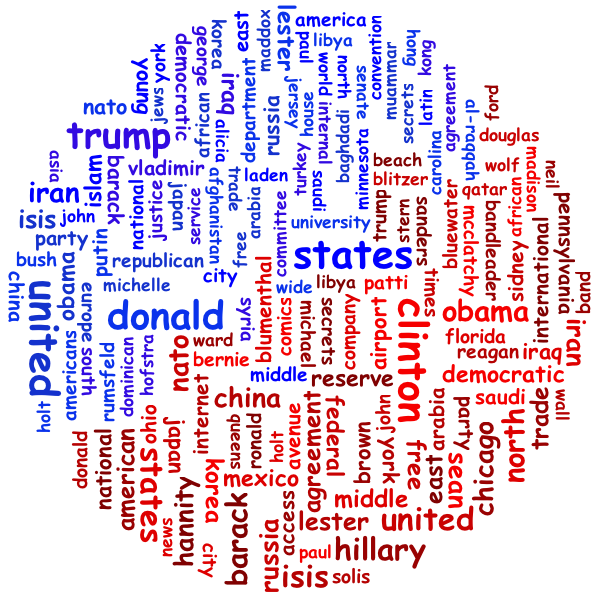 america
lester
paul
libya
convention
maddox
east
korea
george
democratic
york
jews
young
nato
trump
african
iraq
alicia
department
russia
jersey
house
world
internal
north
senate
baghdadi
minnesota
muammar
secrets
latin
kong
hong
agreement
carolina
al-raqqah
ford
douglas
wolf
madison
neil
asia
islam
barack
iran
isis
john
party
bush
vladimir
national
justice
service
japan
afghanistan
trade
arabia
free
laden
saudi
turkey
committee
university
beach
blitzer
trump
stern
stephens
bluewater
mcclatchy
qatar
bandleader
african
sidney
pennsylvania
international
band
china
united
obama
putin
republican
michelle
city
states
donald
europe
south
americans
rumsfeld
dominican
hofstra
holt
syria
wide
libya
blumenthal
comics
michael
secrets
company
airport
patti
seumt
clinton
obama
florida
reagan
iraq
iran
democratic
saudi
wall
nato
ward
bernie
middle
reserve
china
donald
national
american
ohio
states
japan
internet
queens
ronald
holt
avenue
agreement
federal
brown
john
york
free
east
arabia
party
sean
chicago
north
trade
mexico
middle
korea
news
hannity
city
barack
access
lester
united
russia
paul
hillary
isis
solis